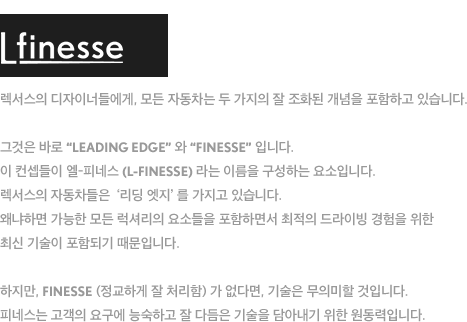 Lfinesse
렉서스의 디자이너들에게, 모든 자동차는 두 가지의 잘 조화된 개념을 포함하고 있습니다.
그것은 바로 “LEADING EDGE” 와 “FINESSE” 입니다.
이 컨셉들이 엘-피네스 (L-FINESSE) 라는 이름을 구성하는 요소입니다.
렉서스의 자동차들은 ‘리딩 엣지’ 를 가지고 있습니다.
왜냐하면 가능한 모든 럭셔리의 요소들을 포함하면서 최적의 드라이빙 경험을 위한
최신 기술이 포함되기 때문입니다.
하지만, FINESSE (정교하게 잘 처리함) 가 없다면, 기술은 무의미할 것입니다.
피네스는 고객의 요구에 능숙하고 잘 다듬은 기술을 담아내기 위한 원동력입니다.